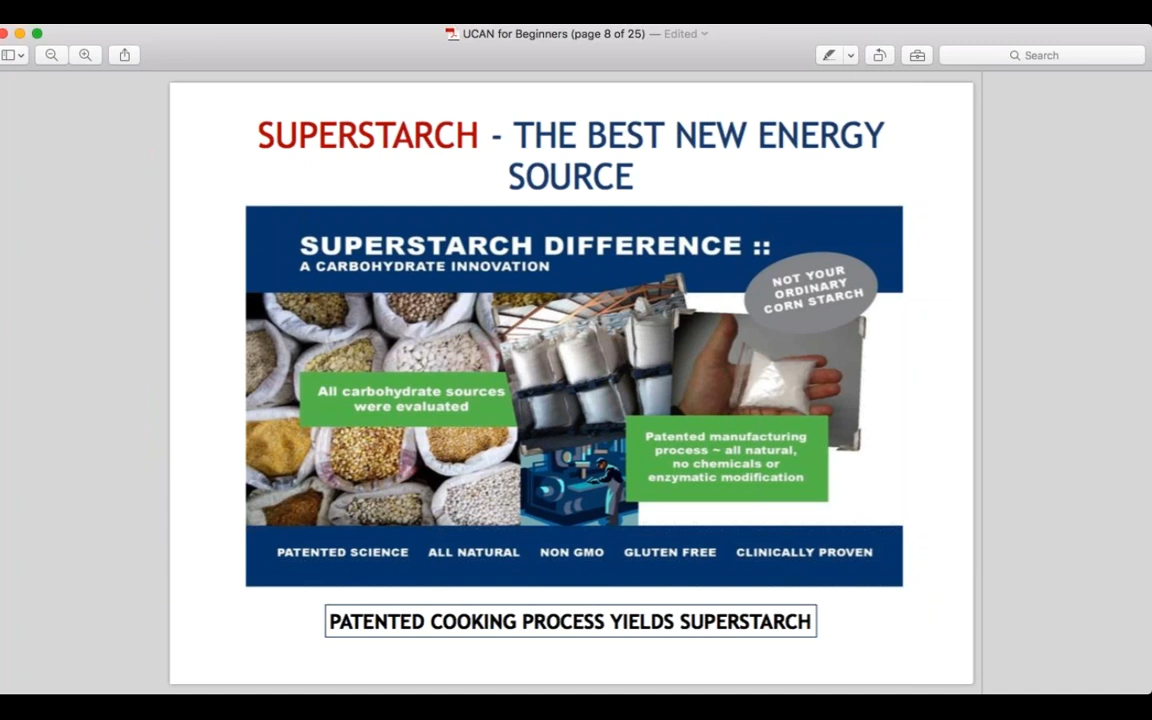 UCAN for Beginners (page 8 of 25) — Edited
Search
SUPERSTARCH - THE BEST NEW ENERGY
SOURCE
SUPERSTARCH DIFFERENCE ::
A CARBOHYDRATE INNOVATION
NOT YOUR
ORDINARY
CORN STARCH
All carbohydrate sources
were evaluated
Patented manufacturing
process ~ all natural,
no chemicals or
enzymatic modification
PATENTED SCIENCE ALL NATURAL NON GMO GLUTEN FREE CLINICALLY PROVEN
PATENTED COOKING PROCESS YIELDS SUPERSTARCH